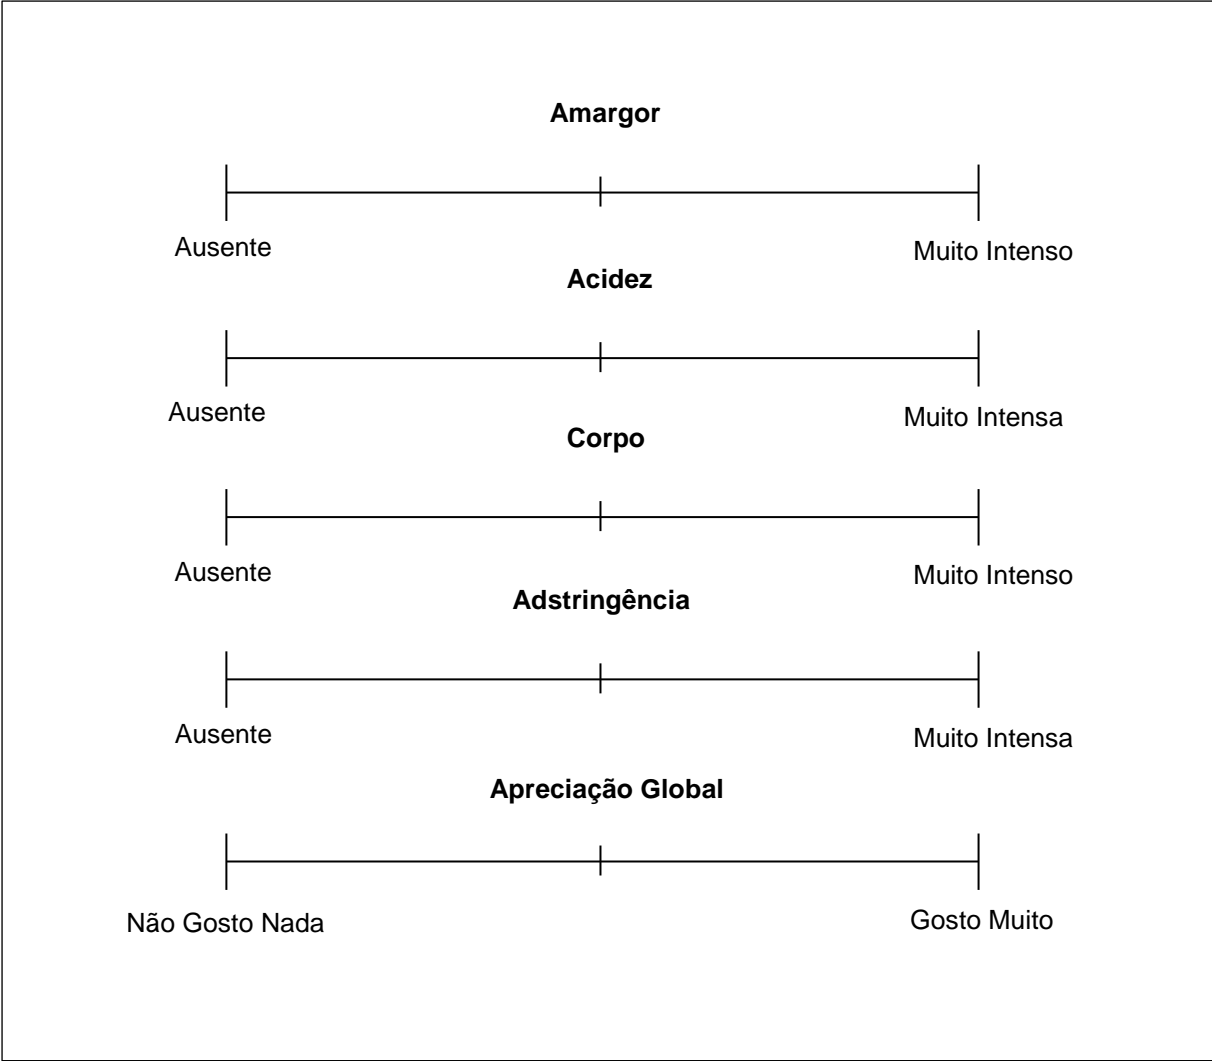 Amargor
Ausente
Muito Intenso
Acidez
Ausente
Muito Intensa
Corpo
Ausente
Muito Intenso
Adstringência
Ausente
Muito Intensa
Apreciação Global
Não Gosto Nada
Gosto Muito